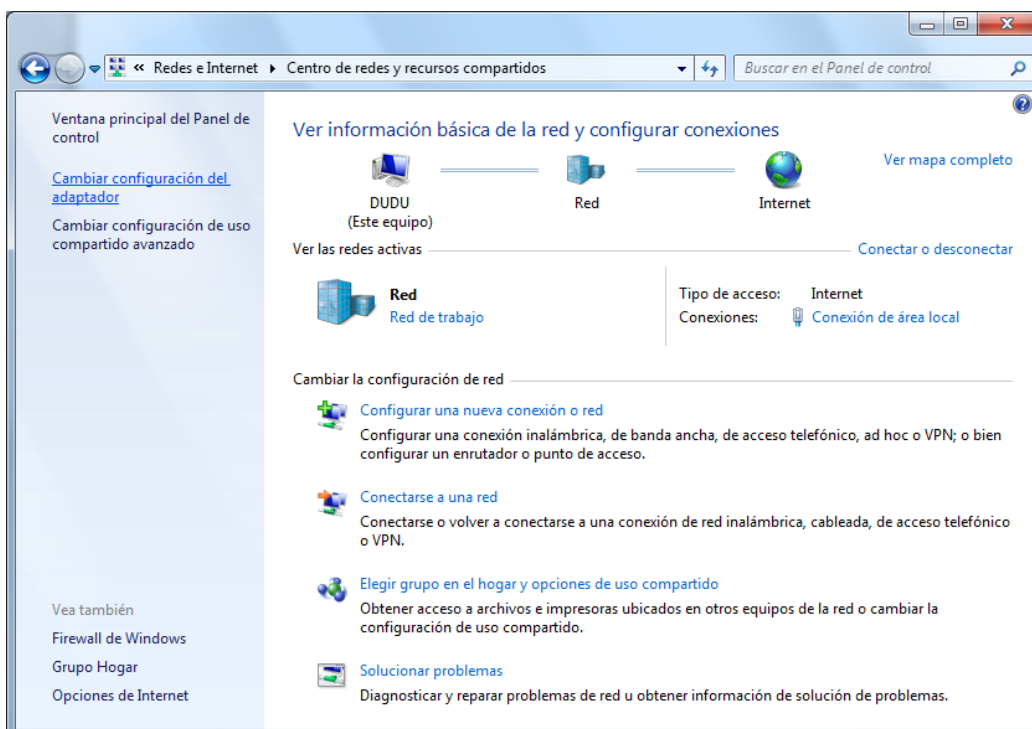 « Redes e Internet ▸ Centro de redes y recursos compartidos
Buscar en el Panel de control
Ventana principal del Panel de
control
Cambiar configuración del
adaptador
Cambiar configuración de uso
compartido avanzado
Vea también
Firewall de Windows
Grupo Hogar
Opciones de Internet
Ver información básica de la red y configurar conexiones
Ver mapa completo
DUDU
(Este equipo)
Red
Internet
Ver las redes activas
Conectar o desconectar
Red
Red de trabajo
Tipo de acceso: Internet
Conexiones: Conexión de área local
Cambiar la configuración de red
Configurar una nueva conexión o red
Configurar una conexión inalámbrica, de banda ancha, de acceso telefónico, ad hoc o VPN; o bien
configurar un enrutador o punto de acceso.
Conectarse a una red
Conectarse o volver a conectarse a una conexión de red inalámbrica, cableada, de acceso telefónico
o VPN.
Elegir grupo en el hogar y opciones de uso compartido
Obtener acceso a archivos e impresoras ubicados en otros equipos de la red o cambiar la
configuración de uso compartido.
Solucionar problemas
Diagnosticar y reparar problemas de red u obtener información de solución de problemas.